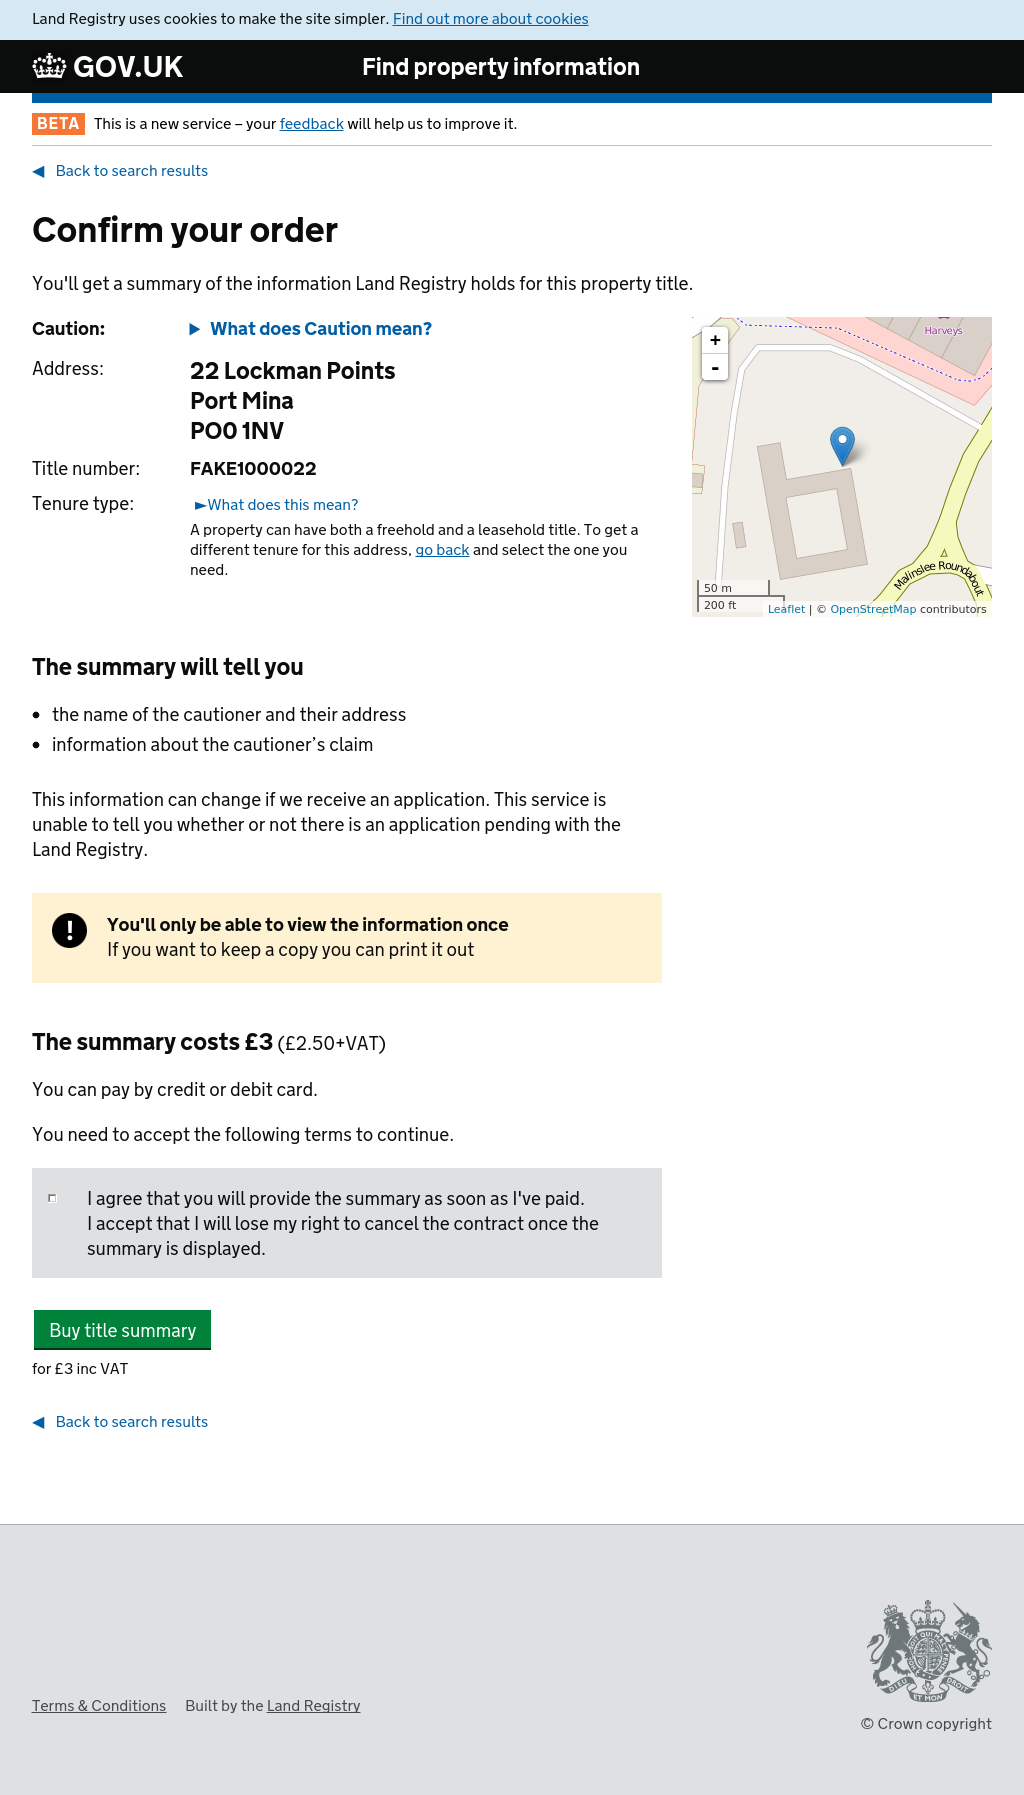 Land Registry uses cookies to make the site simpler. Find out more about cookies
GOV.UK
Find property information
BETA This is a new service – your feedback will help us to improve it.
◀ Back to search results
Confirm your order
You'll get a summary of the information Land Registry holds for this property title.
Caution: ▶ What does Caution mean?
Address: 22 Lockman Points
Port Mina
PO0 1NV
Title number: FAKE1000022
Tenure type: ►What does this mean?
A property can have both a freehold and a leasehold title. To get a
different tenure for this address, go back and select the one you
need.
Harveys
+
-
Malinslee Roundabout
50 m
200 ft
Leaflet | © OpenStreetMap contributors
The summary will tell you
• the name of the cautioner and their address
• information about the cautioner’s claim
This information can change if we receive an application. This service is
unable to tell you whether or not there is an application pending with the
Land Registry.
! You'll only be able to view the information once
If you want to keep a copy you can print it out
The summary costs £3 (£2.50+VAT)
You can pay by credit or debit card.
You need to accept the following terms to continue.
I agree that you will provide the summary as soon as I've paid.
I accept that I will lose my right to cancel the contract once the
summary is displayed.
Buy title summary
for £3 inc VAT
◀ Back to search results
Terms & Conditions Built by the Land Registry
DIEU ET MON DROIT
© Crown copyright